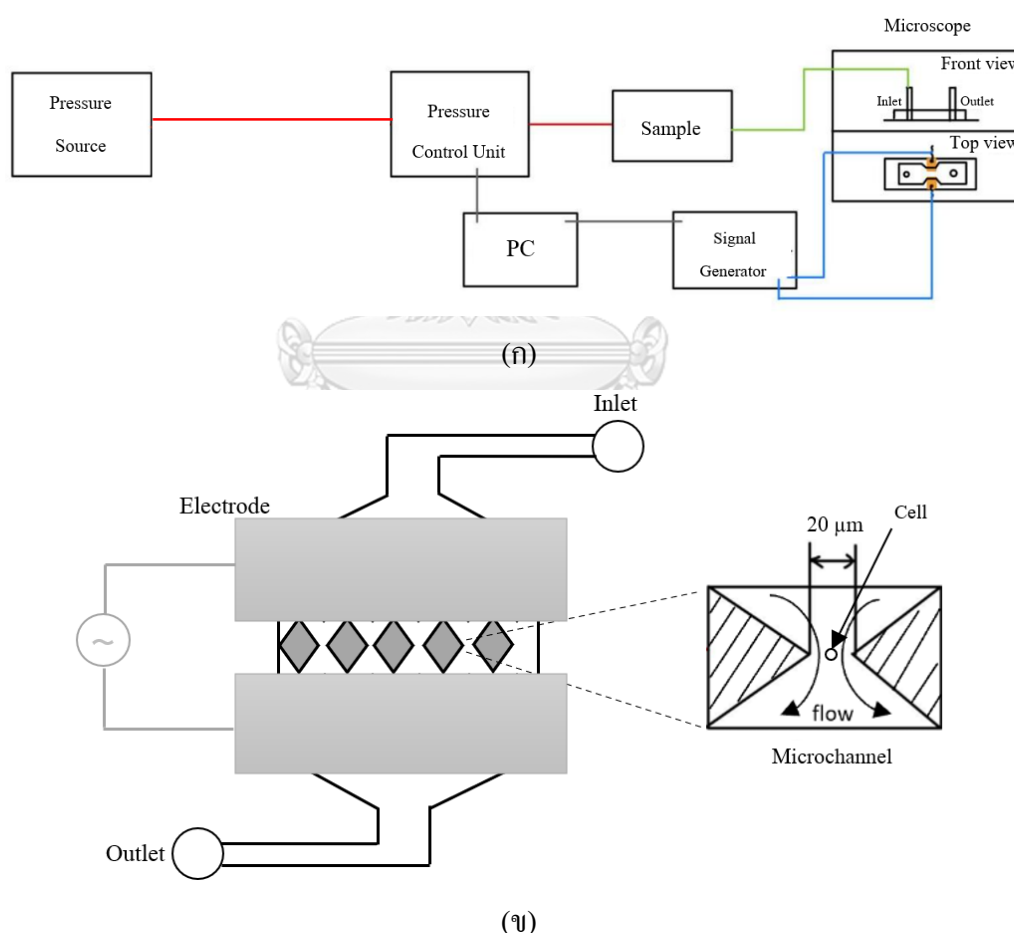 Microscope
Pressure
Source
Pressure
Control Unit
Sample
Front view
Inlet
Outlet
Top view
PC
Signal
Generator
(ก)
Inlet
Electrode
~
20 μm
Cell
flow
Microchannel
Outlet
(ข)